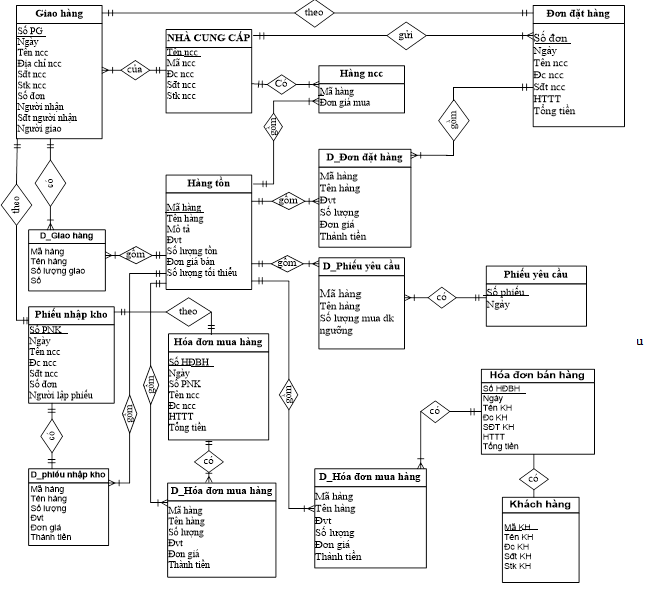 Giao hàng
Số PG
Ngày
Tên ncc
Địa chỉ ncc
Sđt ncc
Stk ncc
Số đơn
Người nhận
Sđt người nhận
Người giao
theo
Đơn đặt hàng
Số đơn
Ngày
Tên ncc
Đc ncc
Sđt ncc
HTTT
Tổng tiền
NHÀ CUNG CẤP
Tên ncc
Mã ncc
Đc ncc
Sđt ncc
Stk ncc
gửi
của
Có
Hàng ncc
Mã hàng
Đơn giá mua
gồm
gồm
D_Đơn đặt hàng
Mã hàng
Tên hàng
Đvt
Số lượng
Đơn giá
Thành tiền
Hàng tồn
Mã hàng
Tên hàng
Mô tả
Đvt
Số lượng tồn
Đơn giá bán
Số lượng tối thiểu
gồm
theo
có
D_Giao hàng
Mã hàng
Tên hàng
Số lượng giao
Số
gồm
gồm
D_Phiếu yêu cầu
Mã hàng
Tên hàng
Số lượng mua dk
ngưỡng
có
Phiếu yêu cầu
Số phiếu
Ngày
Phiếu nhập kho
Số PNK
Ngày
Tên ncc
Đc ncc
Sđt ncc
Số đơn
Người lập phiếu
theo
Hóa đơn mua hàng
Số HĐBH
Ngày
Số PNK
Tên ncc
Đc ncc
HTTT
Tổng tiền
u
Hóa đơn bán hàng
Số HĐBH
Ngày
Tên KH
Đc KH
SĐT KH
HTTT
Tổng tiền
gồm
gồm
gồm
có
có
có
có
D_phiếu nhập kho
Mã hàng
Tên hàng
Số lượng
Đvt
Đơn giá
Thành tiền
D_Hóa đơn mua hàng
Mã hàng
Tên hàng
Số lượng
Đvt
Đơn giá
Thành tiền
D_Hóa đơn mua hàng
Mã hàng
Tên hàng
Đvt
Số lượng
Đơn giá
Thành tiền
Khách hàng
Mã KH
Tên KH
Đc KH
Sđt KH
Stk KH